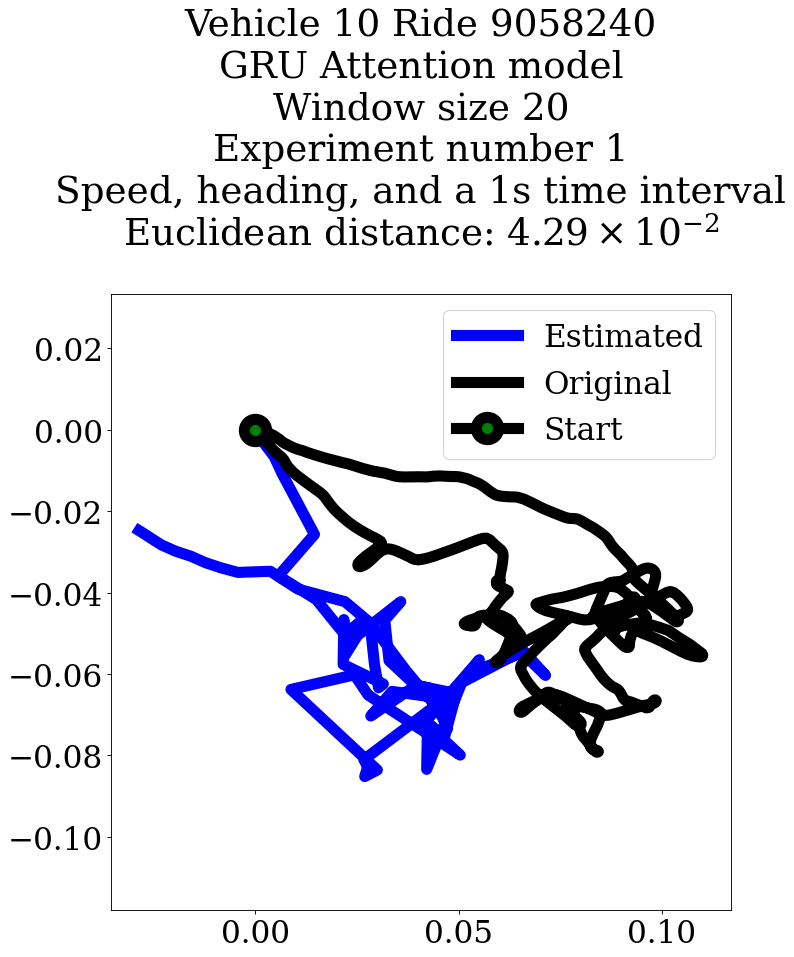 Vehicle 10 Ride 9058240
GRU Attention model
Window size 20
Experiment number 1
Speed, heading, and a 1s time interval
Euclidean distance: 4.29 × 10⁻²
Estimated
Original
Start
0.02
0.00
−0.02
−0.04
−0.06
−0.08
−0.10
0.00 0.05 0.10